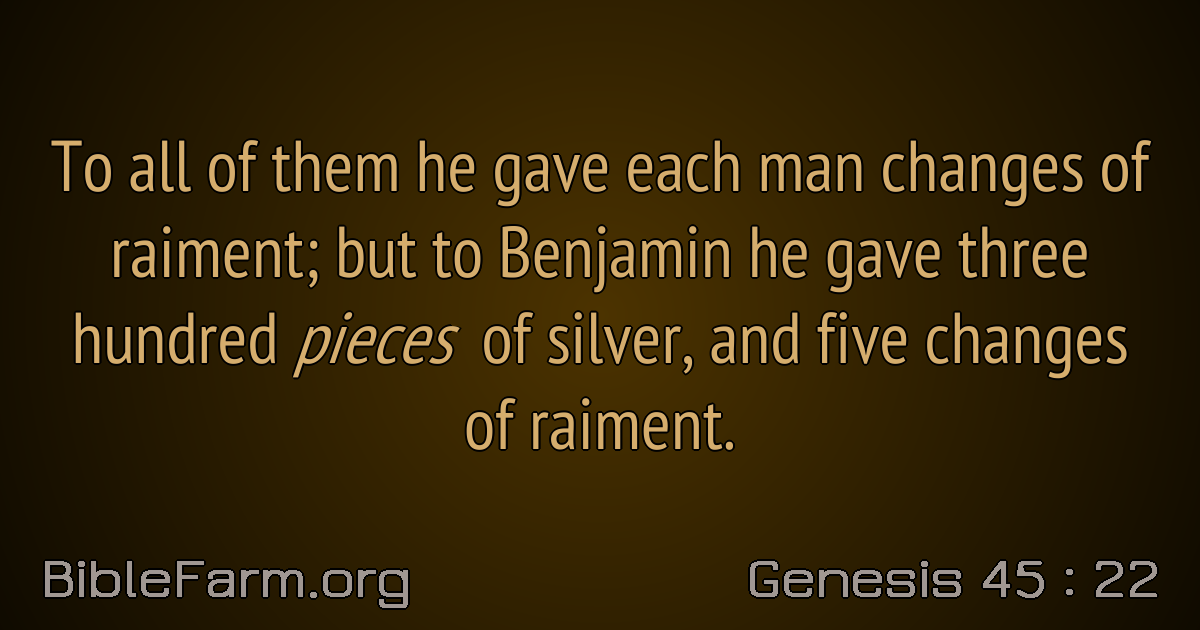 To all of them he gave each man changes of
raiment; but to Benjamin he gave three
hundred pieces of silver, and five changes
of raiment.
BibleFarm.org
Genesis 45 : 22